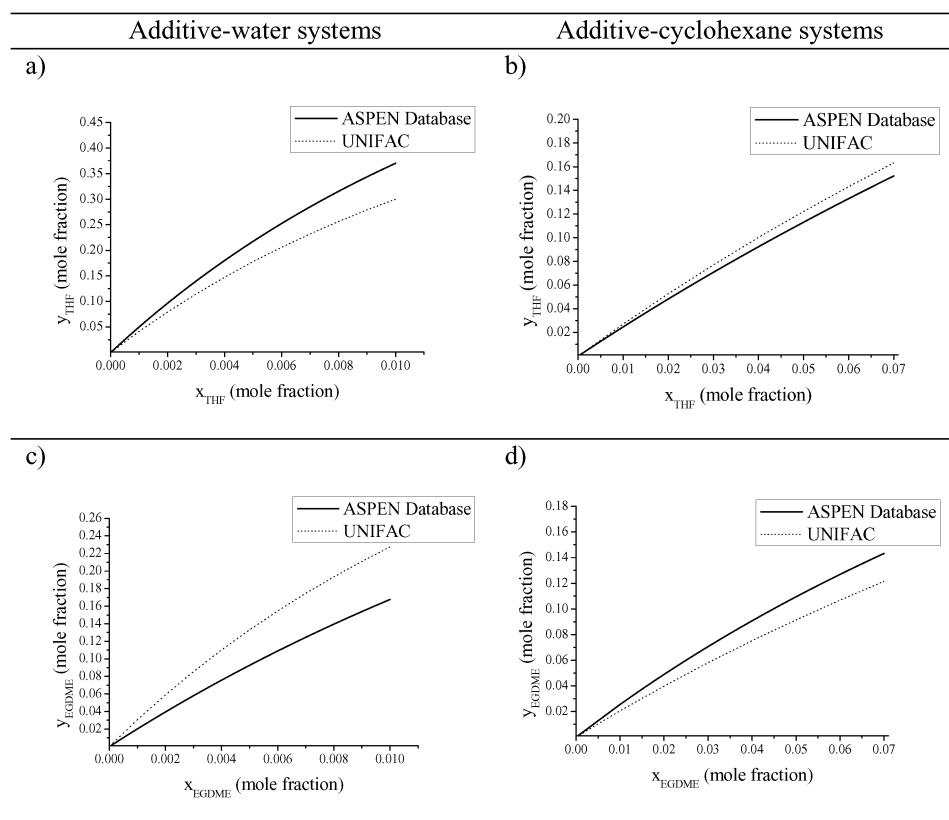 Additive-water systems
Additive-cyclohexane systems
a)
ASPEN Database
UNIFAC
0.45
0.40
0.35
0.30
0.25
0.20
0.15
0.10
0.05
y_THF (mole fraction)
0.000 0.002 0.004 0.006 0.008 0.010
x_THF (mole fraction)
b)
ASPEN Database
UNIFAC
0.20
0.18
0.16
0.14
0.12
0.10
0.08
0.06
0.04
0.02
y_THF (mole fraction)
0.00 0.01 0.02 0.03 0.04 0.05 0.06 0.07
x_THF (mole fraction)
c)
ASPEN Database
UNIFAC
0.26
0.24
0.22
0.20
0.18
0.16
0.14
0.12
0.10
0.08
0.06
0.04
0.02
y_EGDME (mole fraction)
0.000 0.002 0.004 0.006 0.008 0.010
x_EGDME (mole fraction)
d)
ASPEN Database
UNIFAC
0.18
0.16
0.14
0.12
0.10
0.08
0.06
0.04
0.02
y_EGDME (mole fraction)
0.00 0.01 0.02 0.03 0.04 0.05 0.06 0.07
x_EGDME (mole fraction)